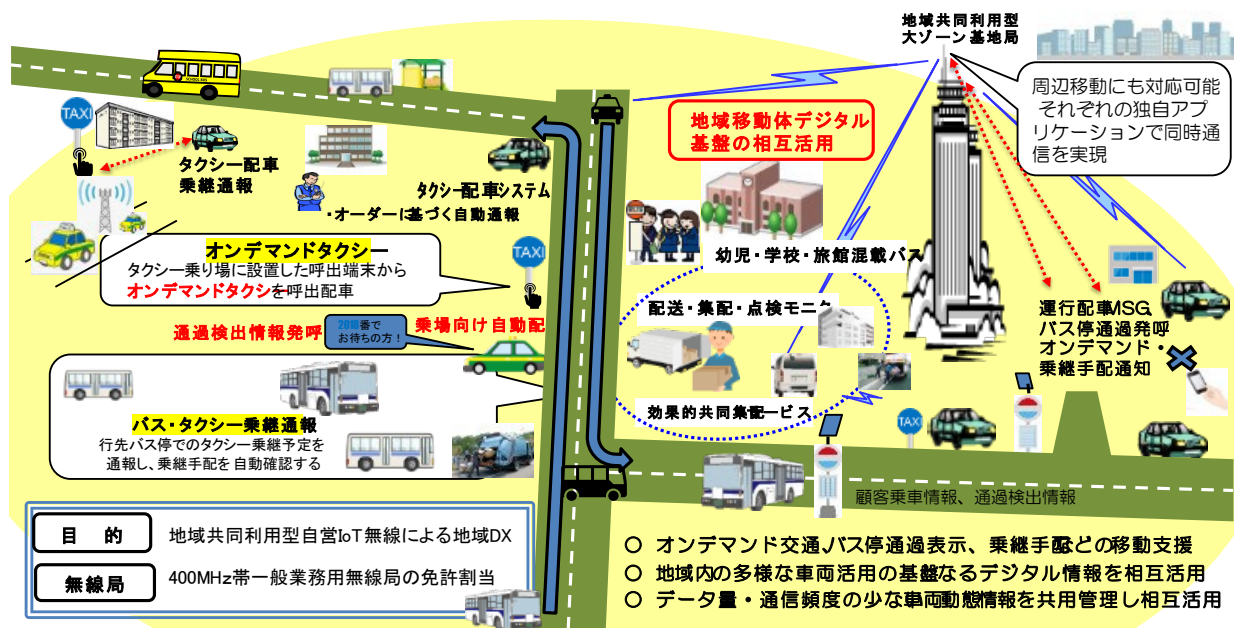 地域共同利用型
大ゾーン基地局
周辺移動にも対応可能
それぞれの独自アプ
リケーションで同時通
信を実現
SCHOOL BUS
TAXI
タクシー配車
乗継通報
タクシー配車システム
・オーダーに基づく自動通報
地域移動体デジタル
基盤の相互活用
幼児・学校・旅館混載バス
オンデマンドタクシー
タクシー乗り場に設置した呼出端末から
オンデマンドタクシを呼出配車
TAXI
通過検出情報発呼
2018番で
お待ちの方！
乗場向け自動配
配送・集配・点検モニタ
効果的共同集配サービス
運行配車MSG
バス停通過発呼
オンデマンド・
乗継手配通知
TAXI
バス・タクシー乗継通報
行先バス停でのタクシー乗継予定を
通報し、乗継手配を自動確認する
顧客乗車情報、通過検出情報
目 的
地域共同利用型自営IoT無線による地域DX
無線局
400MHz帯一般業務用無線局の免許割当
〇 オンデマンド交通、バス停通過表示、乗継手配などの移動支援
〇 地域内の多様な車両活用の基盤なるデジタル情報を相互活用
〇 データ量・通信頻度の少な車両動態情報を共用管理し相互活用